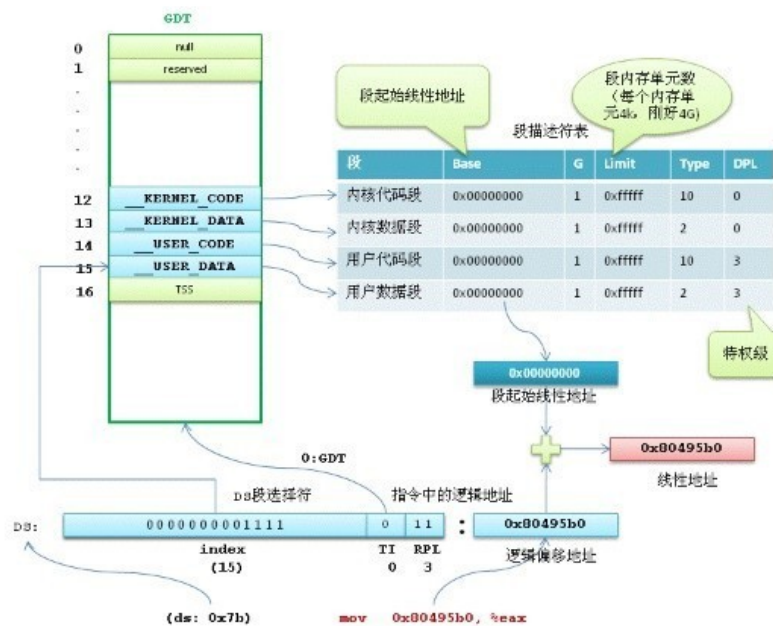 GDT
0 null
1 reserved
.
.
.
.
.
12 __KERNEL_CODE
13 __KERNEL_DATA
14 __USER_CODE
15 __USER_DATA
16 TSS
段起始线性地址
段内存单元数
(每个内存单
元4k，刚好4G)
段描述符表
段 Base G Limit Type DPL
内核代码段 0x00000000 1 0xfffff 10 0
内核数据段 0x00000000 1 0xfffff 2 0
用户代码段 0x00000000 1 0xfffff 10 3
用户数据段 0x00000000 1 0xfffff 2 3
特权级
0x00000000
段起始线性地址
0:GDT
0x80495b0
线性地址
DS段选择符 指令中的逻辑地址
DS: 0000000001111 0 11 : 0x80495b0
index TI RPL 逻辑偏移地址
(15) 0 3
(ds: 0x7b) mov 0x80495b0, %eax